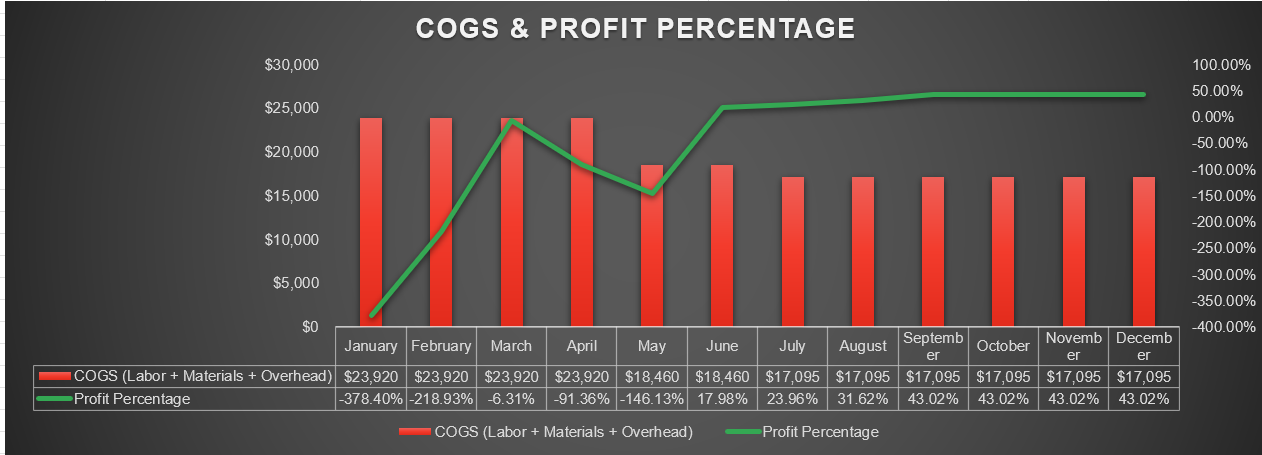 COGS & PROFIT PERCENTAGE
$30,000 100.00%
$25,000 50.00%
$20,000 0.00%
$15,000 -50.00%
$10,000 -100.00%
$5,000 -150.00%
$0 -200.00%
-250.00%
-300.00%
-350.00%
-400.00%
January February March April May June July August Septemb October Novemb Decemb
er er er
COGS (Labor + Materials + Overhead) $23,920 $23,920 $23,920 $23,920 $18,460 $18,460 $17,095 $17,095 $17,095 $17,095 $17,095 $17,095
Profit Percentage -378.40% -218.93% -6.31% -91.36% -146.13% 17.98% 23.96% 31.62% 43.02% 43.02% 43.02% 43.02%
COGS (Labor + Materials + Overhead) Profit Percentage